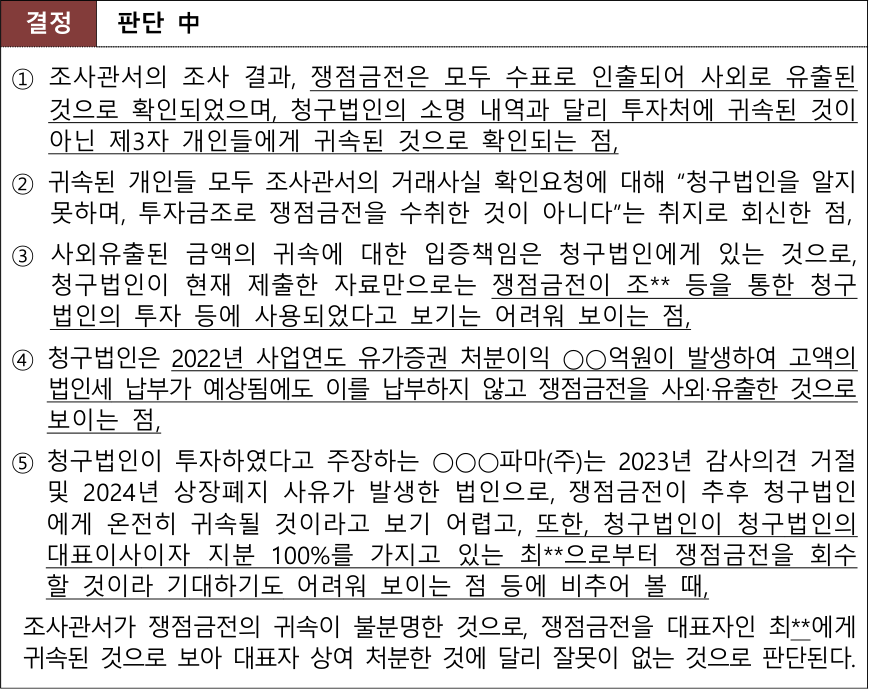 결정 판단 中
① 조사관서의 조사 결과, 쟁점금전은 모두 수표로 인출되어 사외로 유출된
것으로 확인되었으며, 청구법인의 소명 내역과 달리 투자처에 귀속된 것이
아닌 제3자 개인들에게 귀속된 것으로 확인되는 점,
② 귀속된 개인들 모두 조사관서의 거래사실 확인요청에 대해 “청구법인을 알지
못하며, 투자금조로 쟁점금전을 수취한 것이 아니다”는 취지로 회신한 점,
③ 사외유출된 금액의 귀속에 대한 입증책임은 청구법인에게 있는 것으로,
청구법인이 현재 제출한 자료만으로는 쟁점금전이 조** 등을 통한 청구
법인의 투자 등에 사용되었다고 보기는 어려워 보이는 점,
④ 청구법인은 2022년 사업연도 유가증권 처분이익 ○○억원이 발생하여 고액의
법인세 납부가 예상됨에도 이를 납부하지 않고 쟁점금전을 사외·유출한 것으로
보이는 점,
⑤ 청구법인이 투자하였다고 주장하는 ○○○파마(주)는 2023년 감사의견 거절
및 2024년 상장폐지 사유가 발생한 법인으로, 쟁점금전이 추후 청구법인
에게 온전히 귀속될 것이라고 보기 어렵고, 또한, 청구법인이 청구법인의
대표이사이자 지분 100%를 가지고 있는 최**으로부터 쟁점금전을 회수
할 것이라 기대하기도 어려워 보이는 점 등에 비추어 볼 때,
조사관서가 쟁점금전의 귀속이 불분명한 것으로, 쟁점금전을 대표자인 최**에게
귀속된 것으로 보아 대표자 상여 처분한 것에 달리 잘못이 없는 것으로 판단된다.